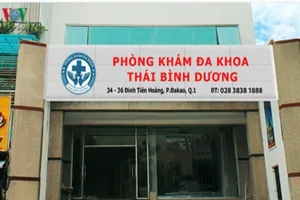 PHÒNG KHÁM ĐA KHOA
THÁI BÌNH DƯƠNG
34 - 36 Đinh Tiên Hoàng, P.Đakao, Q.1 ĐT: 028 3838 1888